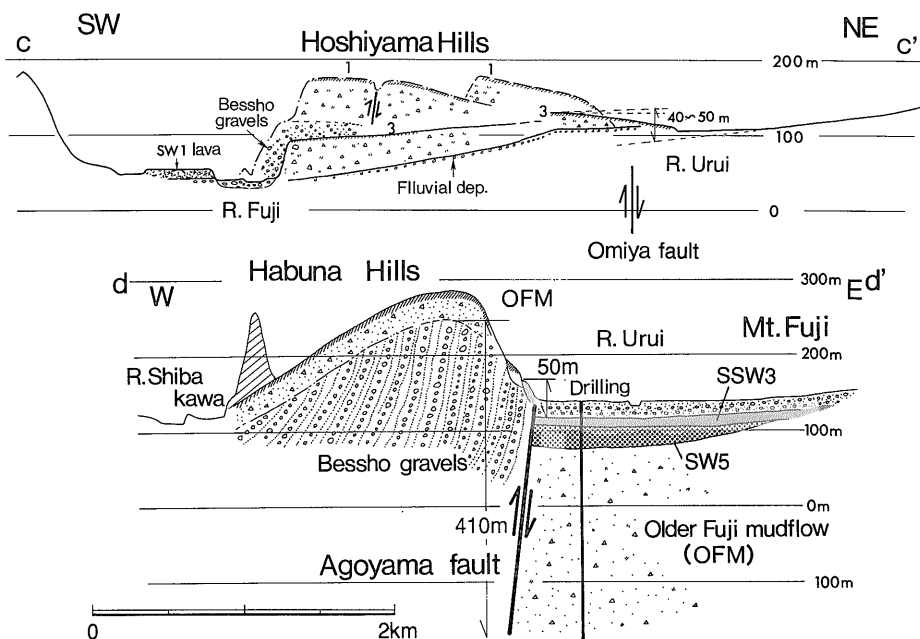 SW
NE
C
Hoshiyama Hills
C'
200 m
1
1
Bessho
gravels
3
3
40~50 m
100
SW1 lava
R. Urui
Flluvial dep.
R. Fuji
0
Omiya fault
d W
Habuna Hills
300m
E d'
OFM
R. Urui
Mt.Fuji
200m
R.Shiba
kawa
50m
Drilling
SSW3
100m
Bessho gravels
SW5
0m
410m
Older Fuji mudflow
(OFM)
Agoyama fault
100m
0
2km